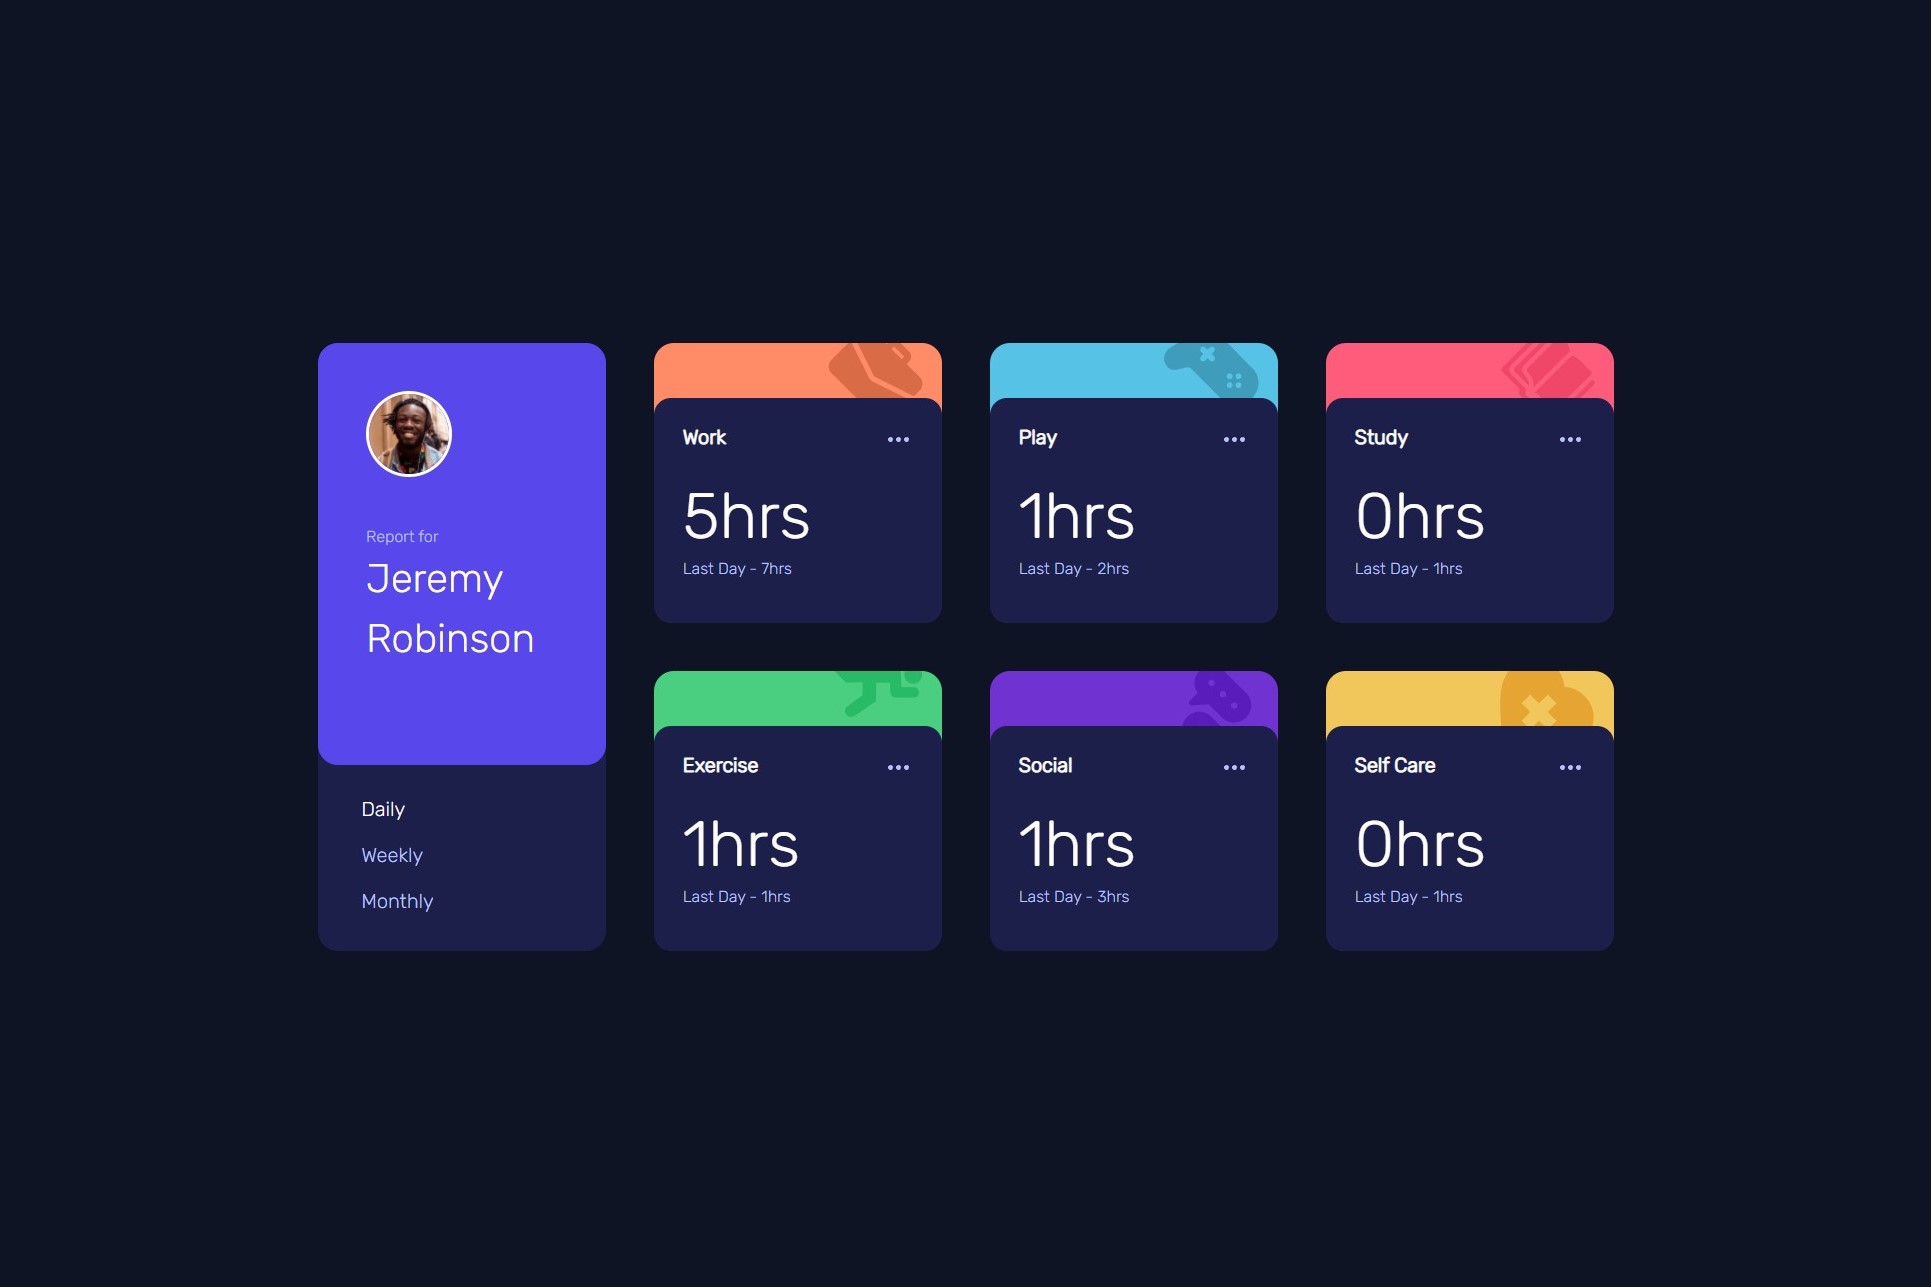 Report for
Jeremy
Robinson
Daily
Weekly
Monthly
Work
5hrs
Last Day - 7hrs
Play
1hrs
Last Day - 2hrs
Study
0hrs
Last Day - 1hrs
Exercise
1hrs
Last Day - 1hrs
Social
1hrs
Last Day - 3hrs
Self Care
0hrs
Last Day - 1hrs